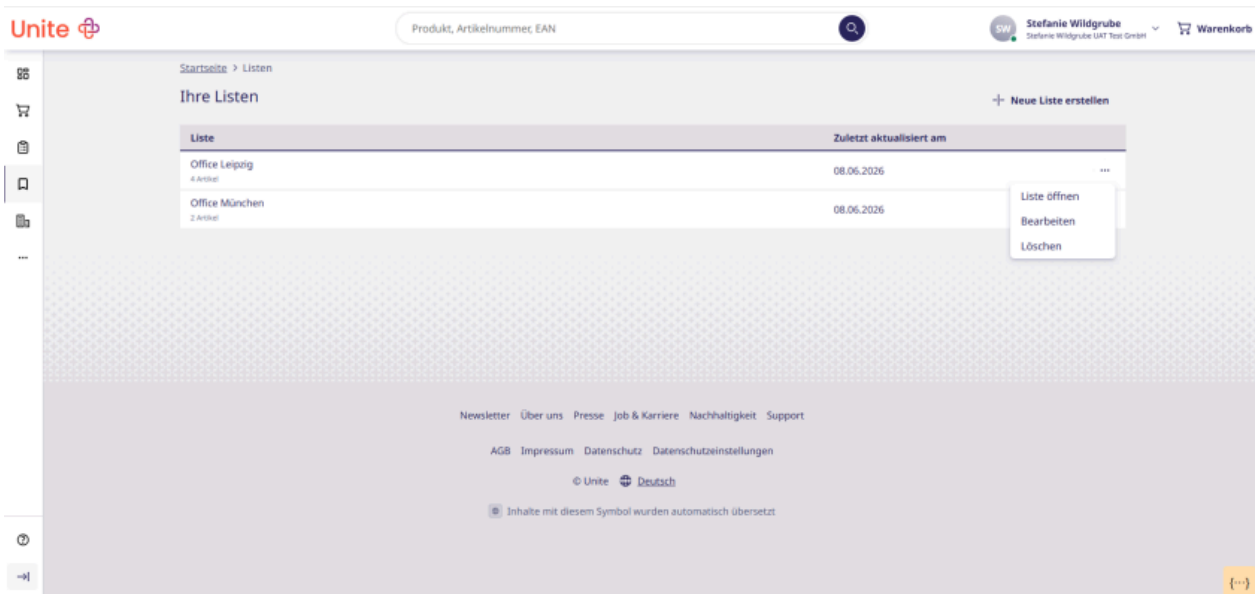 Unite
Produkt, Artikelnummer, EAN
SW
Stefanie Wildgrube
Stefanie Wildgrube UAT Test GmbH
Warenkorb
Startseite > Listen
Ihre Listen
Neue Liste erstellen
Liste
Zuletzt aktualisiert am
Office Leipzig
4 Artikel
08.06.2026
Office München
2 Artikel
08.06.2026
Liste öffnen
Bearbeiten
Löschen
Newsletter Über uns Presse Job & Karriere Nachhaltigkeit Support
AGB Impressum Datenschutz Datenschutzeinstellungen
© Unite Deutsch
Inhalte mit diesem Symbol wurden automatisch übersetzt
{···}